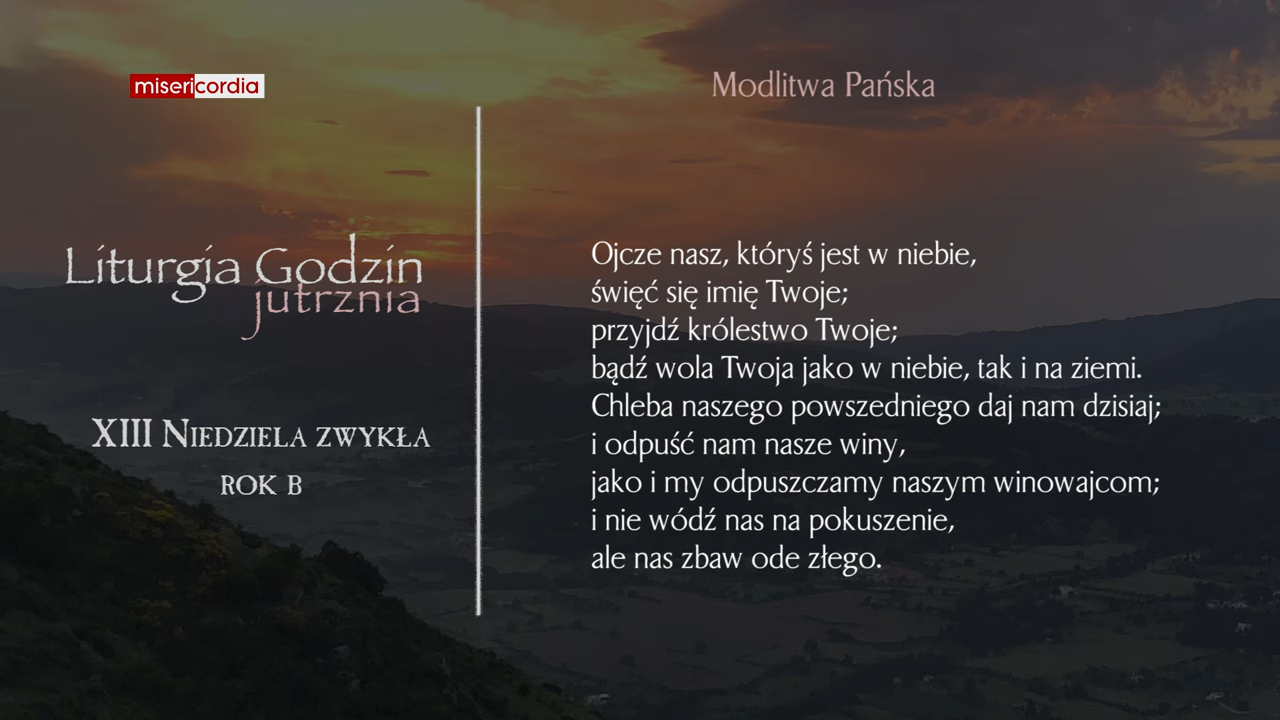 misericordia
Liturgia Godzin
jutrznia
XIII Niedziela zwykła
rok B
Modlitwa Pańska
Ojcze nasz, któryś jest w niebie,
święć się imię Twoje;
przyjdź królestwo Twoje;
bądź wola Twoja jako w niebie, tak i na ziemi.
Chleba naszego powszedniego daj nam dzisiaj;
i odpuść nam nasze winy,
jako i my odpuszczamy naszym winowajcom;
i nie wódź nas na pokuszenie,
ale nas zbaw ode złego.